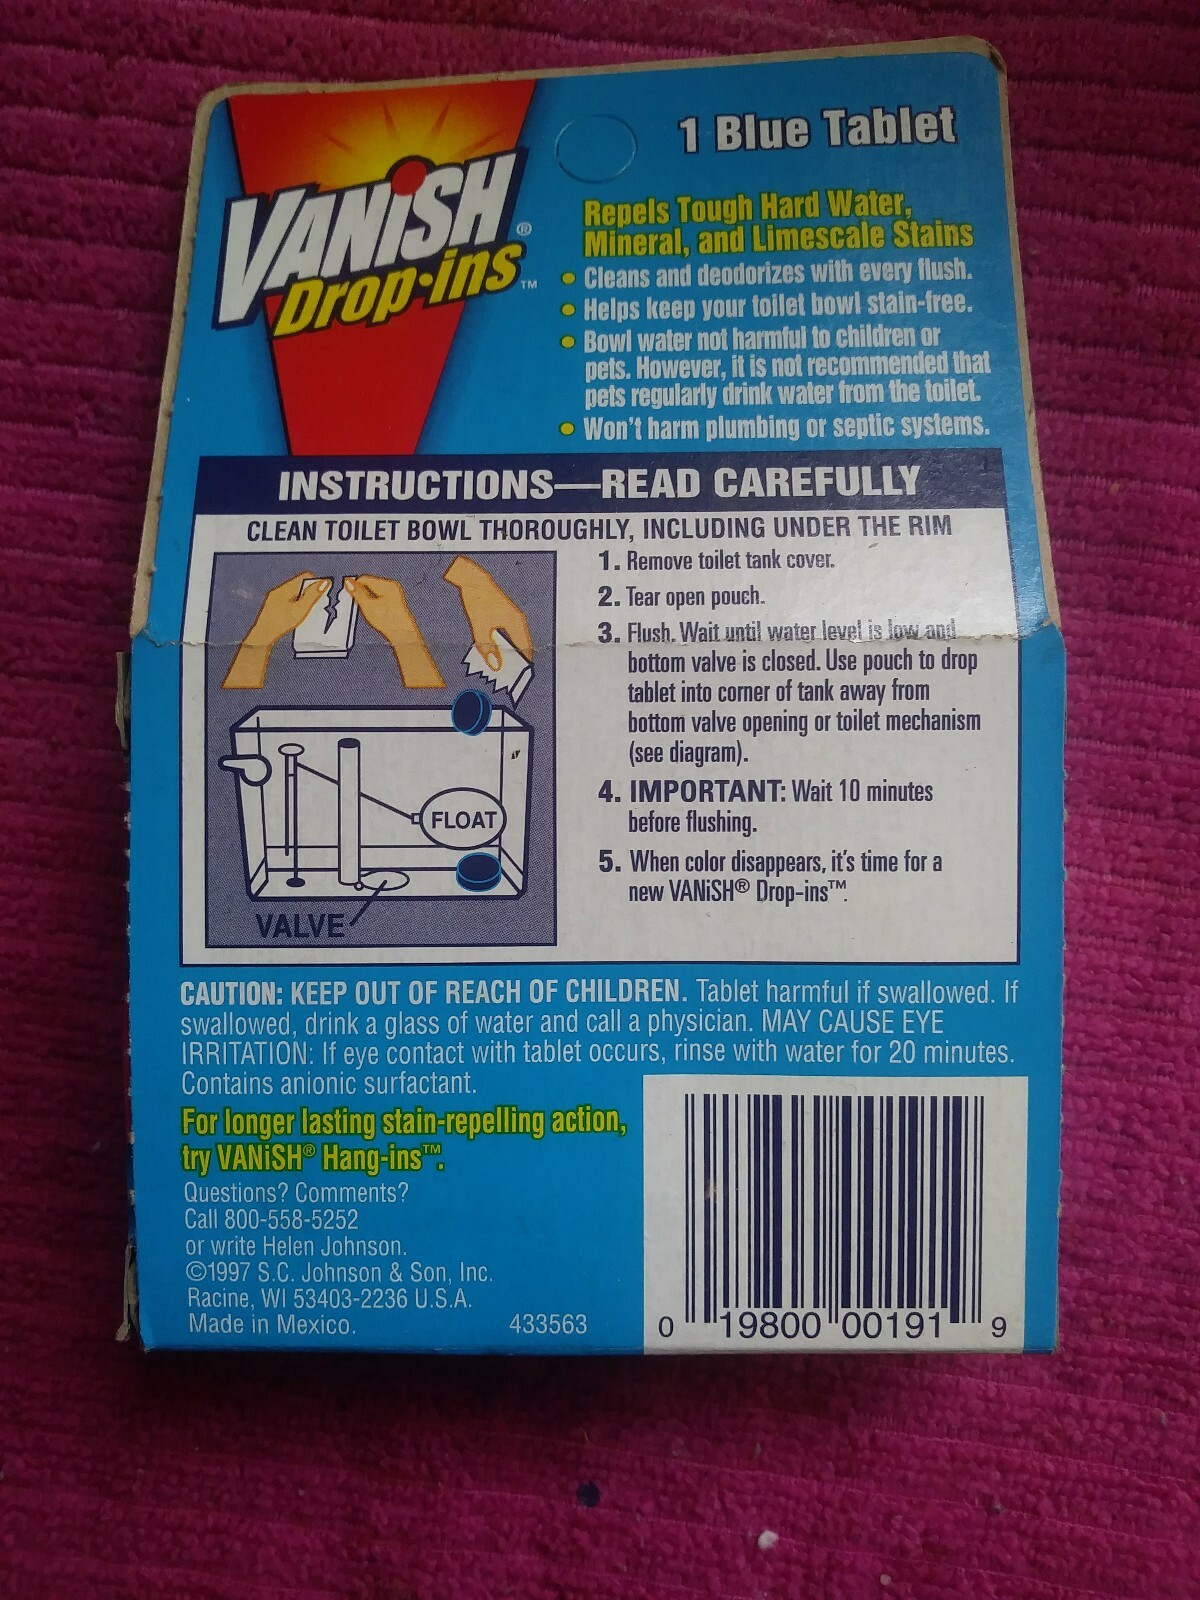 VANiSH®
Drop-ins™
1 Blue Tablet
Repels Tough Hard Water,
Mineral, and Limescale Stains
• Cleans and deodorizes with every flush.
• Helps keep your toilet bowl stain-free.
• Bowl water not harmful to children or
pets. However, it is not recommended that
pets regularly drink water from the toilet.
• Won't harm plumbing or septic systems.
INSTRUCTIONS—READ CAREFULLY
CLEAN TOILET BOWL THOROUGHLY, INCLUDING UNDER THE RIM
1. Remove toilet tank cover.
2. Tear open pouch.
3. Flush. Wait until water level is low and
bottom valve is closed. Use pouch to drop
tablet into corner of tank away from
bottom valve opening or toilet mechanism
(see diagram).
4. IMPORTANT: Wait 10 minutes
before flushing.
5. When color disappears, it's time for a
new VANiSH® Drop-ins™.
FLOAT
VALVE
CAUTION: KEEP OUT OF REACH OF CHILDREN. Tablet harmful if swallowed. If
swallowed, drink a glass of water and call a physician. MAY CAUSE EYE
IRRITATION: If eye contact with tablet occurs, rinse with water for 20 minutes.
Contains anionic surfactant.
For longer lasting stain-repelling action,
try VANiSH® Hang-ins™.
Questions? Comments?
Call 800-558-5252
or write Helen Johnson.
©1997 S.C. Johnson & Son, Inc.
Racine, WI 53403-2236 U.S.A.
Made in Mexico. 433563
0 19800 00191 9